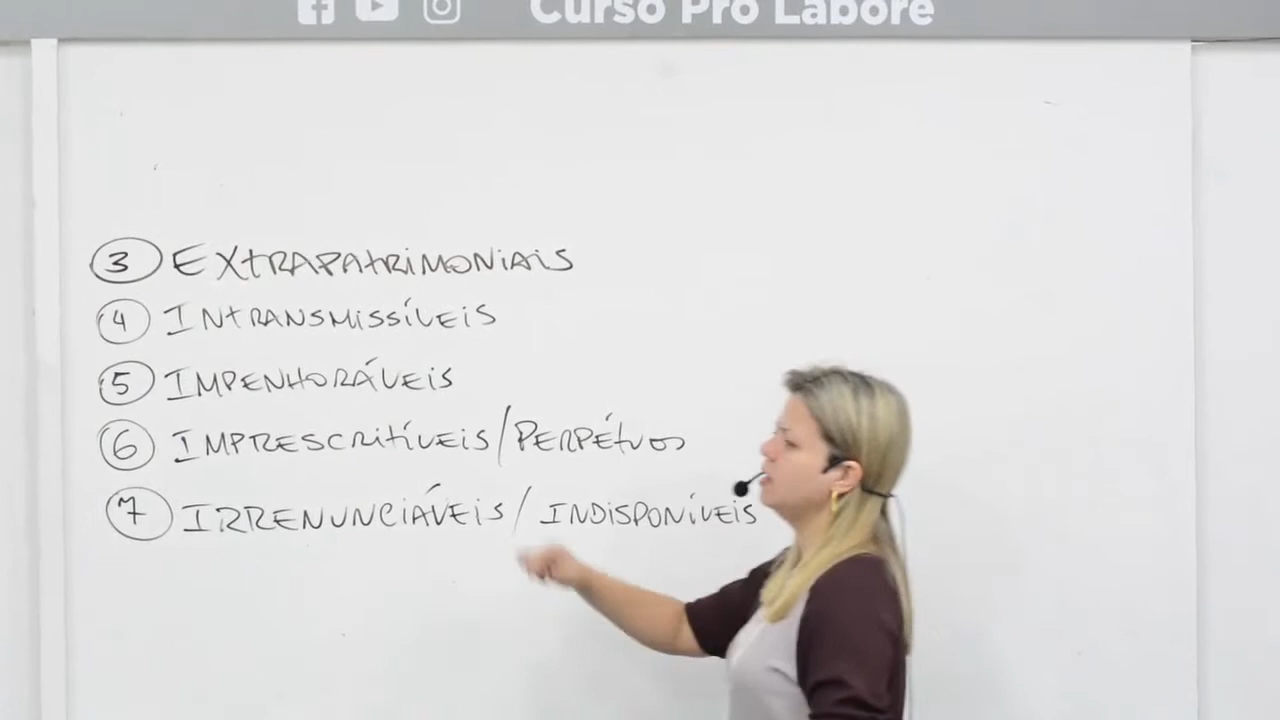 Curso Pro Labore
3 EXTRAPATRIMONIAIS
4 INTRANSMISSÍVEIS
5 IMPENHORÁVEIS
6 IMPRESCRITÍVEIS/PERPÉTUOS
7 IRRENUNCIÁVEIS/INDISPONÍVEIS